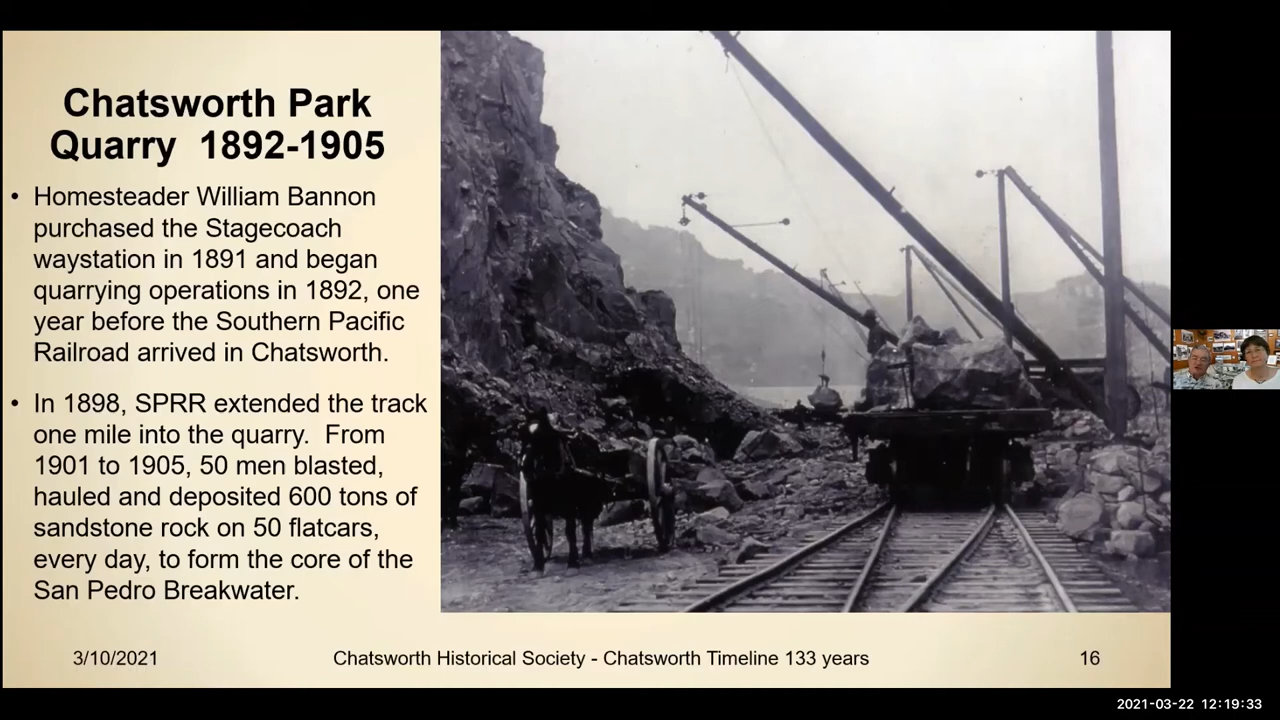 Chatsworth Park
Quarry 1892-1905
• Homesteader William Bannon
purchased the Stagecoach
waystation in 1891 and began
quarrying operations in 1892, one
year before the Southern Pacific
Railroad arrived in Chatsworth.
• In 1898, SPRR extended the track
one mile into the quarry. From
1901 to 1905, 50 men blasted,
hauled and deposited 600 tons of
sandstone rock on 50 flatcars,
every day, to form the core of the
San Pedro Breakwater.
3/10/2021
Chatsworth Historical Society - Chatsworth Timeline 133 years
16
2021-03-22 12:19:33